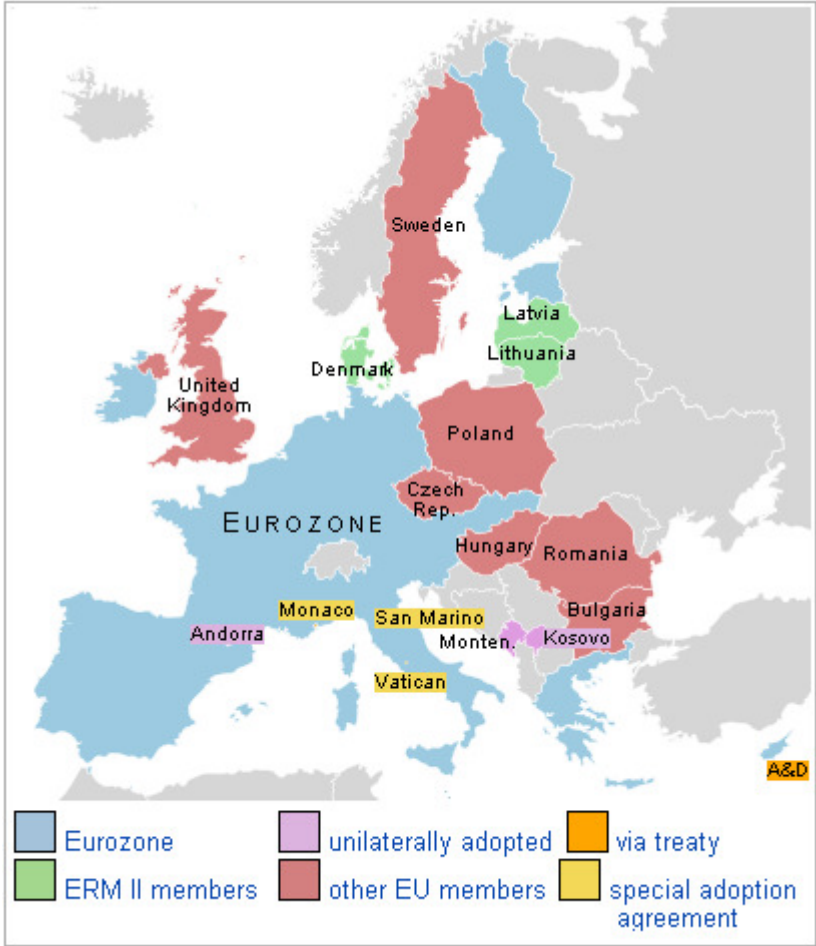 Sweden
Latvia
Lithuania
Denmark
United
Kingdom
Poland
Czech
Rep.
EUROZONE
Hungary
Romania
Monaco
San Marino
Bulgaria
Andorra
Monten.
Kosovo
Vatican
A&D
Eurozone
unilaterally adopted
via treaty
ERM II members
other EU members
special adoption
agreement